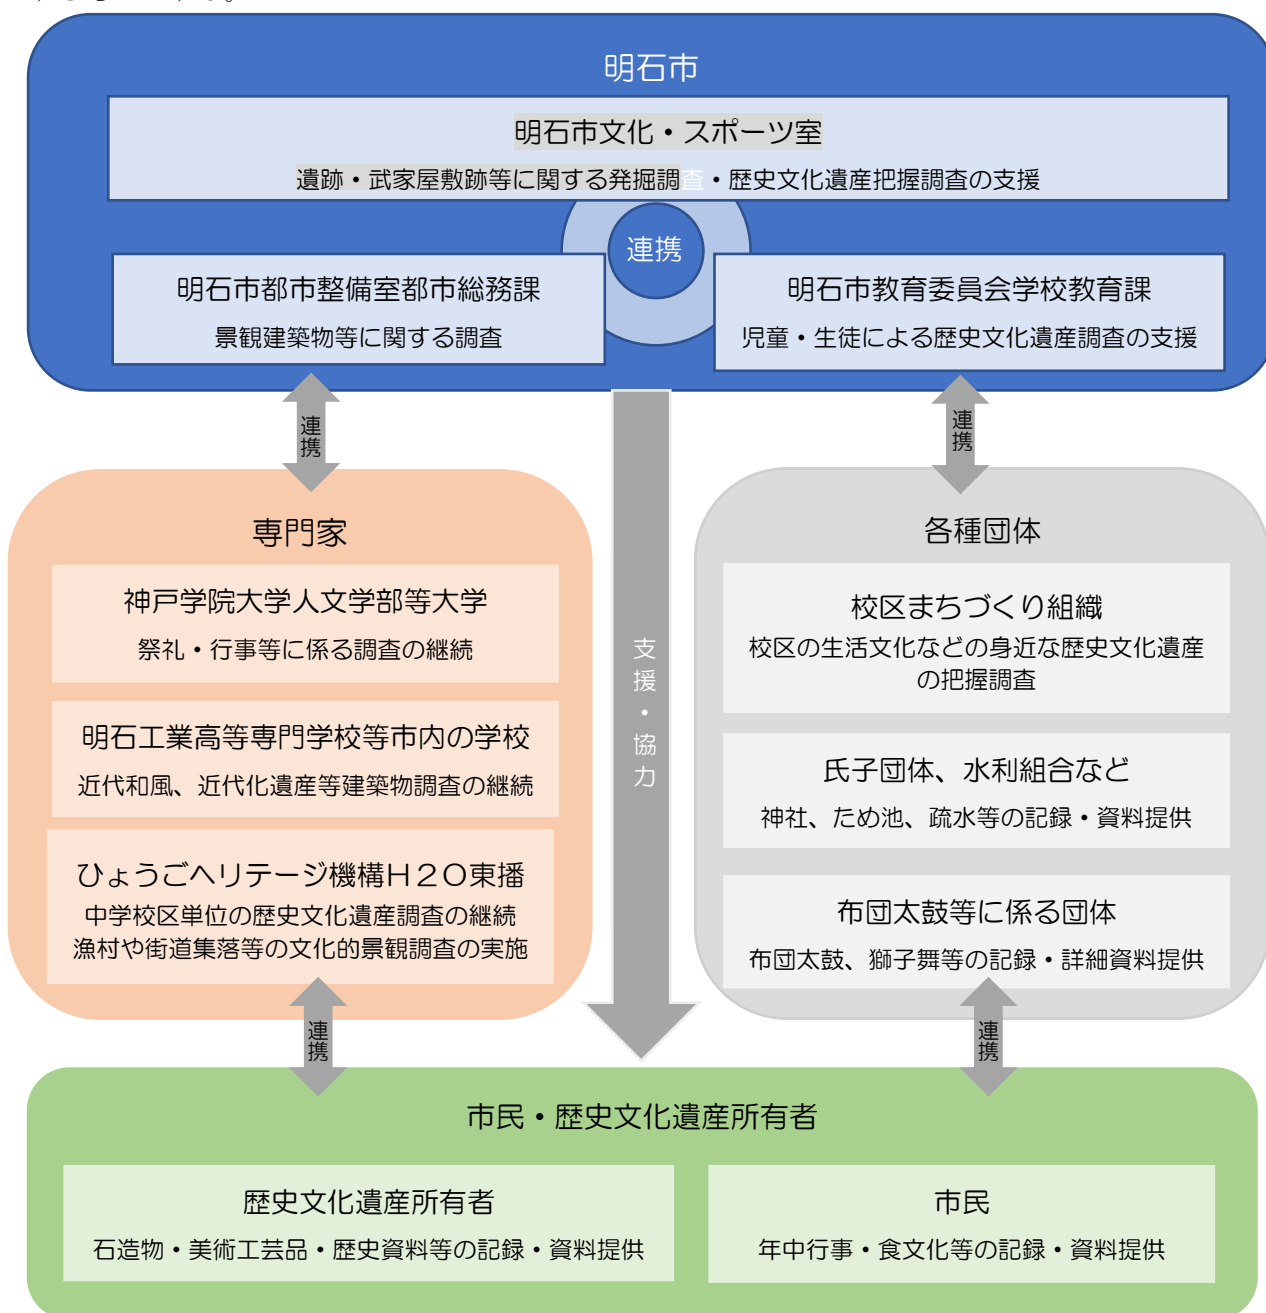 明石市
明石市文化・スポーツ室
遺跡・武家屋敷跡等に関する発掘調査・歴史文化遺産把握調査の支援
連携
明石市都市整備室都市総務課
景観建築物等に関する調査
明石市教育委員会学校教育課
児童・生徒による歴史文化遺産調査の支援
連携
連携
支援・協力
専門家
神戸学院大学人文学部等大学
祭礼・行事等に係る調査の継続
明石工業高等専門学校等市内の学校
近代和風、近代化遺産等建築物調査の継続
ひょうごヘリテージ機構H2O東播
中学校区単位の歴史文化遺産調査の継続
漁村や街道集落等の文化的景観調査の実施
各種団体
校区まちづくり組織
校区の生活文化などの身近な歴史文化遺産
の把握調査
氏子団体、水利組合など
神社、ため池、疏水等の記録・資料提供
布団太鼓等に係る団体
布団太鼓、獅子舞等の記録・詳細資料提供
連携
連携
市民・歴史文化遺産所有者
歴史文化遺産所有者
石造物・美術工芸品・歴史資料等の記録・資料提供
市民
年中行事・食文化等の記録・資料提供